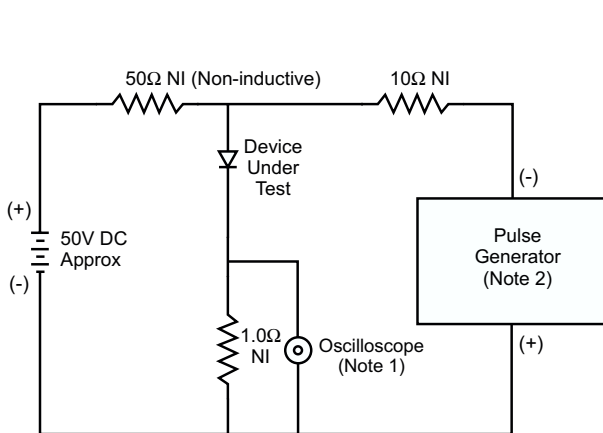 50Ω NI (Non-inductive)
10Ω NI
Device
Under
Test
(-)
(+)
50V DC
Approx
(-)
Pulse
Generator
(Note 2)
1.0Ω
NI
Oscilloscope
(Note 1)
(+)